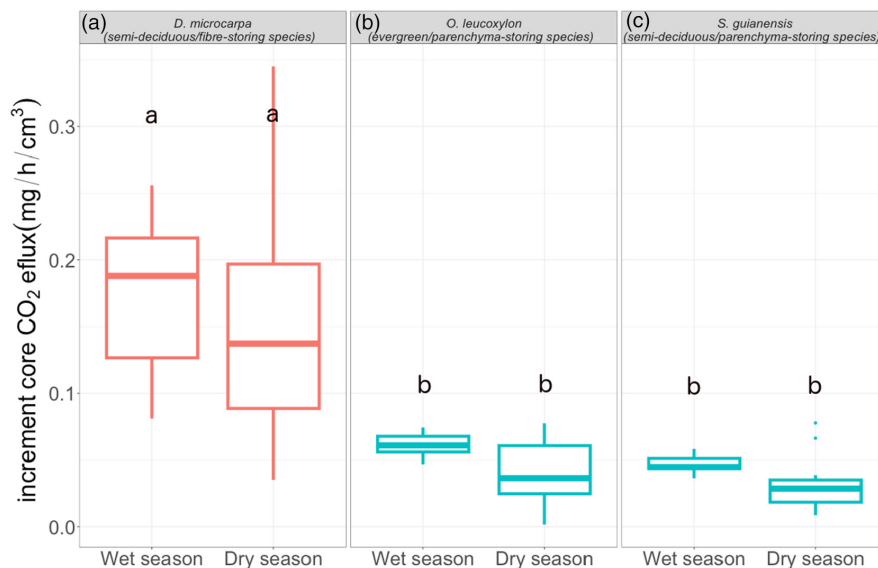 (a) D. microcarpa
(semi-deciduous/fibre-storing species)
(b) O. leucoxylon
(evergreen/parenchyma-storing species)
(c) S. guianensis
(semi-deciduous/parenchyma-storing species)
increment core CO₂ eflux(mg/h/cm³)
0.3
0.2
0.1
0.0
a
a
b
b
b
b
Wet season
Dry season
Wet season
Dry season
Wet season
Dry season